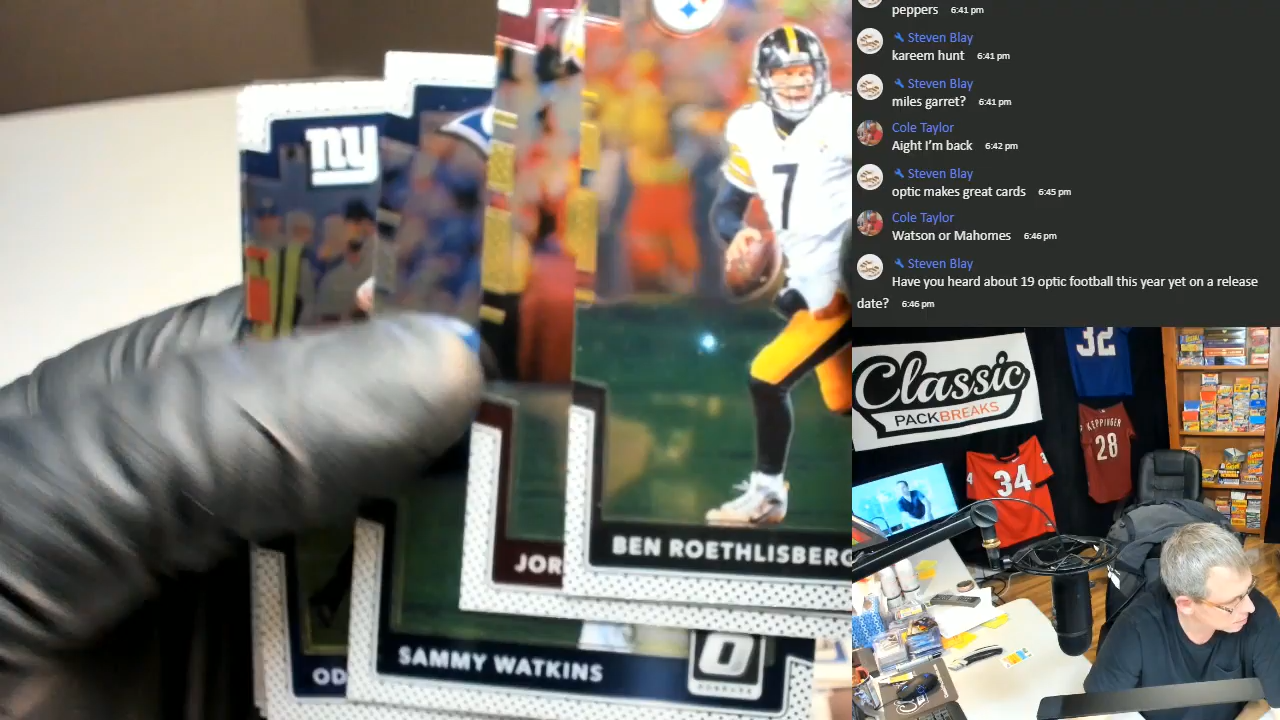 ny
7
BEN ROETHLISBERG
JOR
SAMMY WATKINS
OD
O
peppers 6:41 pm
Steven Blay
kareem hunt 6:41 pm
Steven Blay
miles garret? 6:41 pm
Cole Taylor
Aight I'm back 6:42 pm
Steven Blay
optic makes great cards 6:45 pm
Cole Taylor
Watson or Mahomes 6:46 pm
Steven Blay
Have you heard about 19 optic football this year yet on a release
date? 6:46 pm
Classic
PACKBREAKS
32
KEPPINGER
28
34